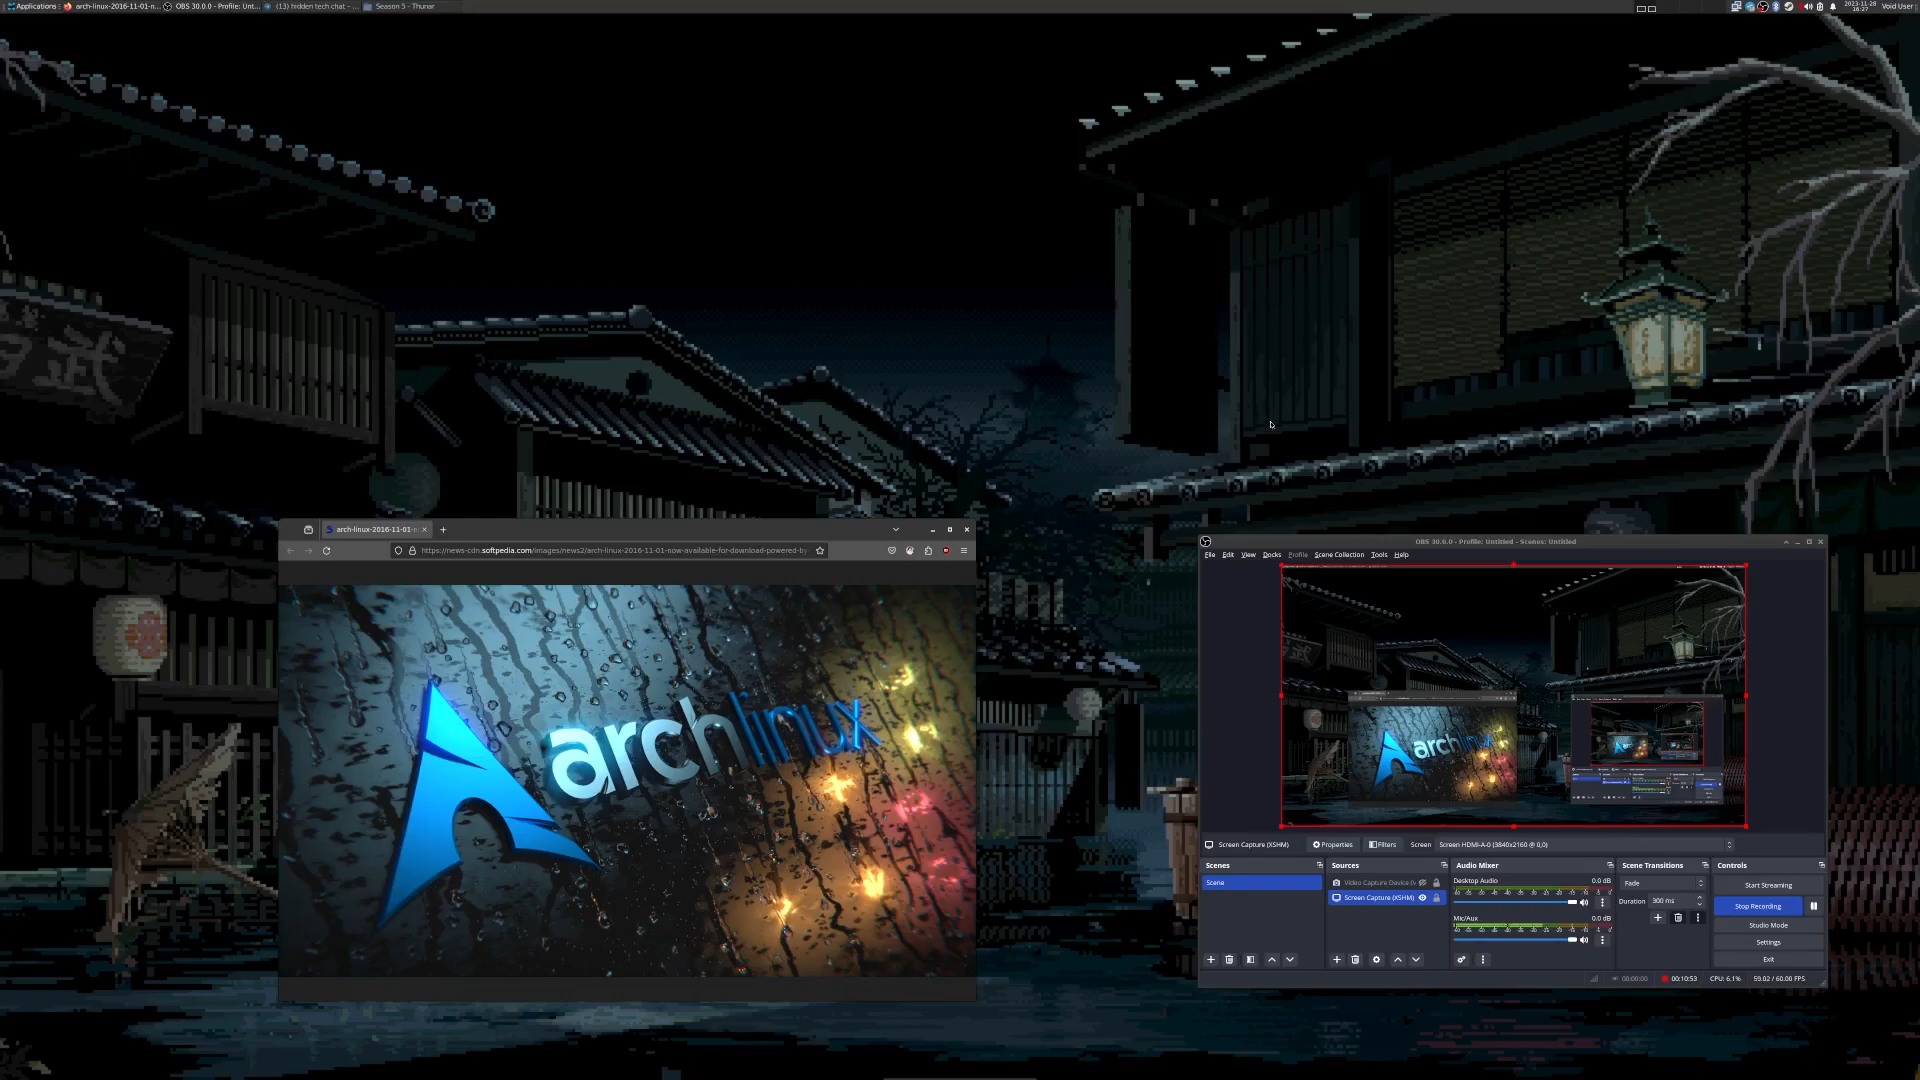 Applications
arch-linux-2016-11-01-n...
OBS 30.0.0 - Profile: Unt...
(13) hidden tech chat - ...
Season 5 - Thunar
2023-11-28
16:27
Void User
arch-linux-2016-11-01-n
https://news-cdn.softpedia.com/images/news2/arch-linux-2016-11-01-now-available-for-download-powered-by-
archlinux
OBS 30.0.0 - Profile: Untitled - Scenes: Untitled
File Edit View Docks Profile Scene Collection Tools Help
archlinux
Screen Capture (XSHM) Properties Filters Screen Screen HDMI-A-0 (3840x2160 @ 0,0)
Scenes Sources Audio Mixer Scene Transitions Controls
Scene
Video Capture Device (V
Screen Capture (XSHM)
Desktop Audio 0.0 dB
Mic/Aux 0.0 dB
Fade
Duration 300 ms
Start Streaming
Stop Recording
Studio Mode
Settings
Exit
00:00:00 00:10:53 CPU: 6.1% 59.02 / 60.00 FPS